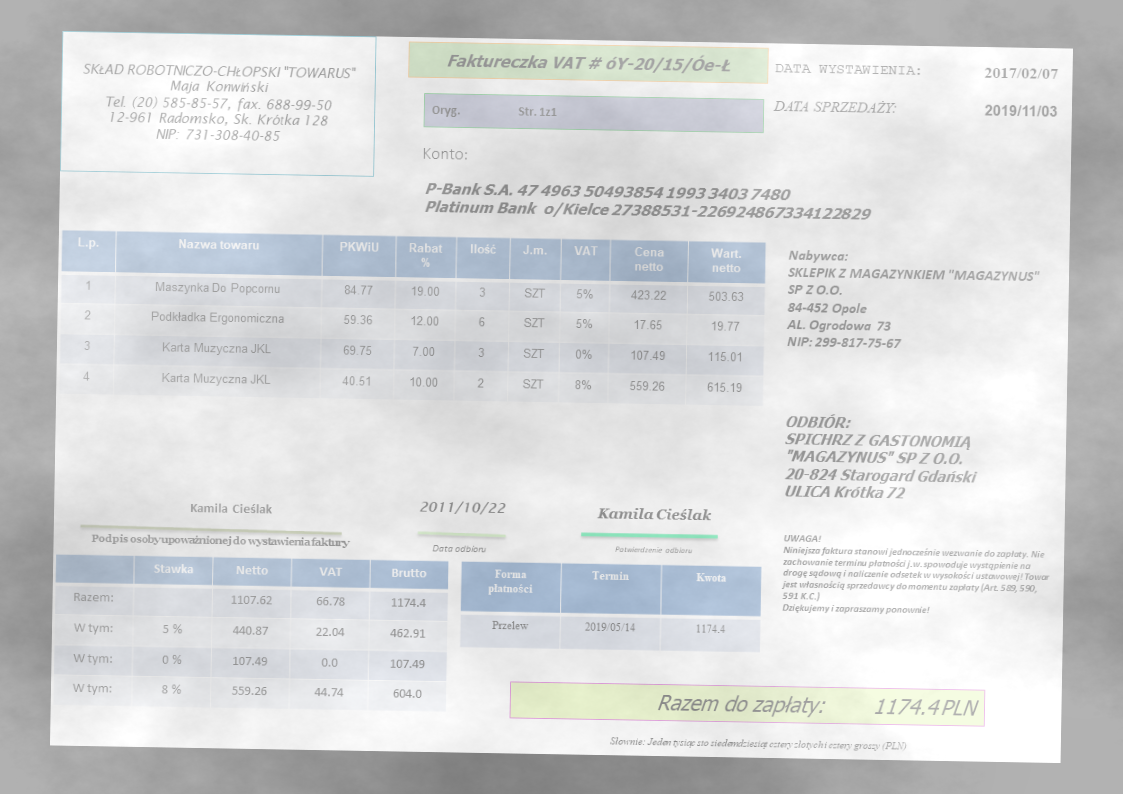 SKŁAD ROBOTNICZO-CHŁOPSKI "TOWARUS"
Maja Konwiński
Tel. (20) 585-85-57, fax. 688-99-50
12-961 Radomsko, Sk. Krótka 128
NIP: 731-308-40-85
Faktureczka VAT # óY-20/15/Óe-Ł
Oryg. Str. 1z1
DATA WYSTAWIENIA: 2017/02/07
DATA SPRZEDAŻY: 2019/11/03
Konto:
P-Bank S.A. 47 4963 50493854 1993 3403 7480
Platinum Bank o/Kielce 27388531-226924867334122829
L.p. Nazwa towaru PKWiU Rabat % Ilość J.m. VAT Cena netto Wart. netto
1 Maszynka Do Popcornu 84.77 19.00 3 SZT 5% 423.22 503.63
2 Podkładka Ergonomiczna 59.36 12.00 6 SZT 5% 17.65 19.77
3 Karta Muzyczna JKL 69.75 7.00 3 SZT 0% 107.49 115.01
4 Karta Muzyczna JKL 40.51 10.00 2 SZT 8% 559.26 615.19
Nabywca:
SKLEPIK Z MAGAZYNKIEM "MAGAZYNUS"
SP Z O.O.
84-452 Opole
AL. Ogrodowa 73
NIP: 299-817-75-67
ODBIÓR:
SPICHRZ Z GASTONOMIĄ
"MAGAZYNUS" SP Z O.O.
20-824 Starogard Gdański
ULICA Krótka 72
Kamila Cieślak
Podpis osoby upoważnionej do wystawienia faktury
2011/10/22
Data odbioru
Kamila Cieślak
Potwierdzenie odbioru
UWAGA!
Niniejsza faktura stanowi jednocześnie wezwanie do zapłaty. Nie
zachowanie terminu płatności j.w. spowoduje wystąpienie na
drogę sądową i naliczenie odsetek w wysokości ustawowej! Towar
jest własnością sprzedawcy do momentu zapłaty (Art. 589, 590,
591 K.C.)
Dziękujemy i zapraszamy ponownie!
Stawka Netto VAT Brutto
Razem: 1107.62 66.78 1174.4
W tym: 5 % 440.87 22.04 462.91
W tym: 0 % 107.49 0.0 107.49
W tym: 8 % 559.26 44.74 604.0
Forma płatności Termin Kwota
Przelew 2019/05/14 1174.4
Razem do zapłaty: 1174.4 PLN
Słownie: Jeden tysiąc sto siedemdziesiąt cztery złotych i cztery groszy (PLN)